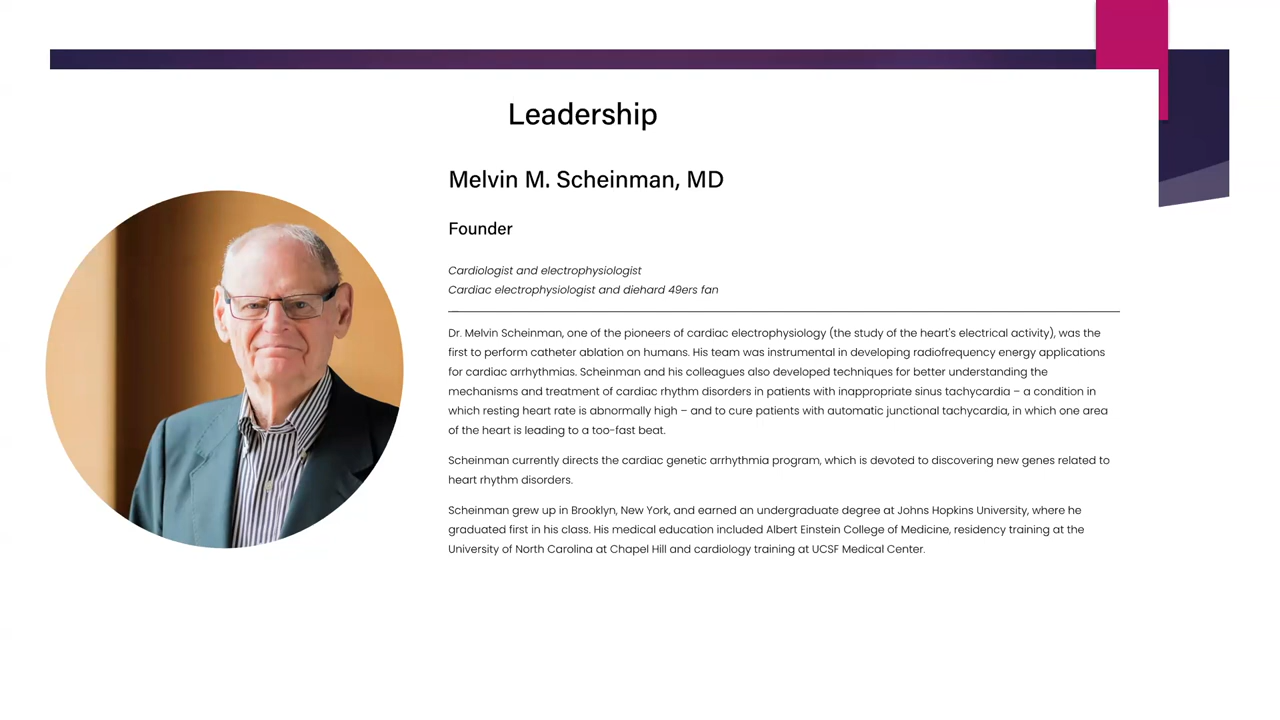 Leadership
Melvin M. Scheinman, MD
Founder
Cardiologist and electrophysiologist
Cardiac electrophysiologist and diehard 49ers fan
Dr. Melvin Scheinman, one of the pioneers of cardiac electrophysiology (the study of the heart's electrical activity), was the
first to perform catheter ablation on humans. His team was instrumental in developing radiofrequency energy applications
for cardiac arrhythmias. Scheinman and his colleagues also developed techniques for better understanding the
mechanisms and treatment of cardiac rhythm disorders in patients with inappropriate sinus tachycardia – a condition in
which resting heart rate is abnormally high – and to cure patients with automatic junctional tachycardia, in which one area
of the heart is leading to a too-fast beat.
Scheinman currently directs the cardiac genetic arrhythmia program, which is devoted to discovering new genes related to
heart rhythm disorders.
Scheinman grew up in Brooklyn, New York, and earned an undergraduate degree at Johns Hopkins University, where he
graduated first in his class. His medical education included Albert Einstein College of Medicine, residency training at the
University of North Carolina at Chapel Hill and cardiology training at UCSF Medical Center.